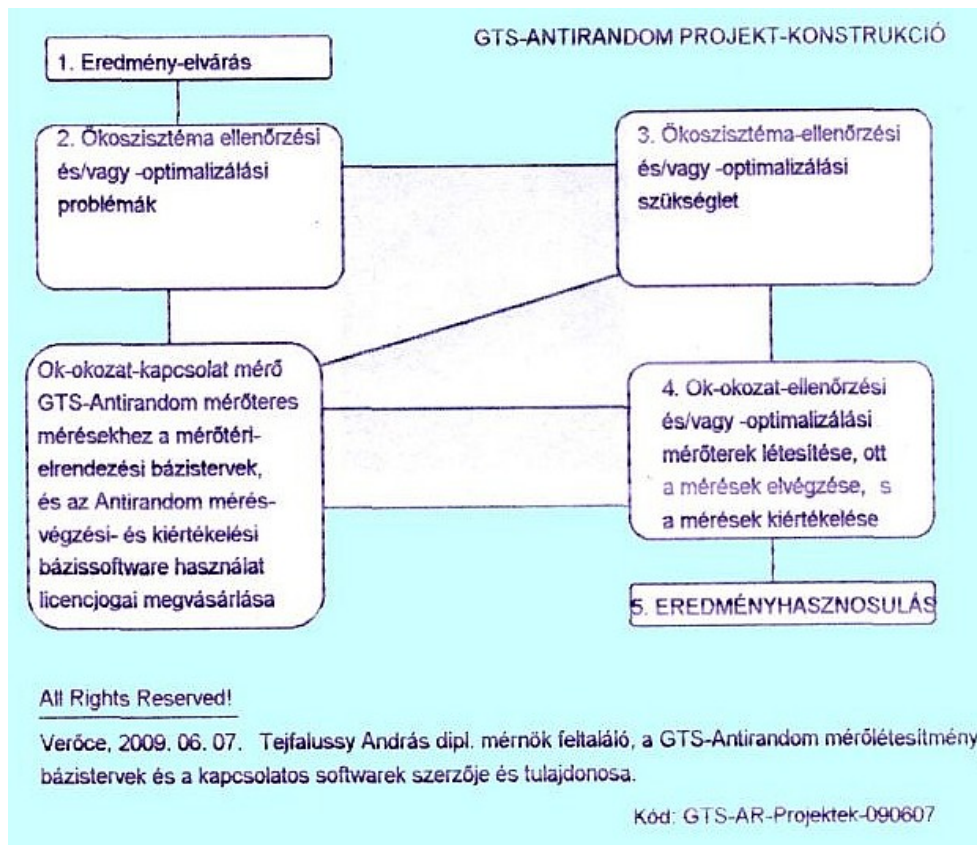 GTS-ANTIRANDOM PROJEKT-KONSTRUKCIÓ
1. Eredmény-elvárás
2. Ökoszisztéma ellenőrzési
és/vagy -optimalizálási
problémák
3. Ökoszisztéma-ellenőrzési
és/vagy -optimalizálási
szükséglet
Ok-okozat-kapcsolat mérő
GTS-Antirandom mérőteres
mérésekhez a mérőtéri-
elrendezési bázistervek,
és az Antirandom mérés-
végzési- és kiértékelési
bázissoftware használat
licencjogai megvásárlása
4. Ok-okozat-ellenőrzési
és/vagy -optimalizálási
mérőterek létesítése, ott
a mérések elvégzése, s
a mérések kiértékelése
5. EREDMÉNYHASZNOSULÁS
All Rights Reserved!
Verőce, 2009. 06. 07. Tejfalussy András dipl. mérnök feltaláló, a GTS-Antirandom mérőlétesítmény
bázistervek és a kapcsolatos softwarek szerzője és tulajdonosa.
Kód: GTS-AR-Projektek-090607